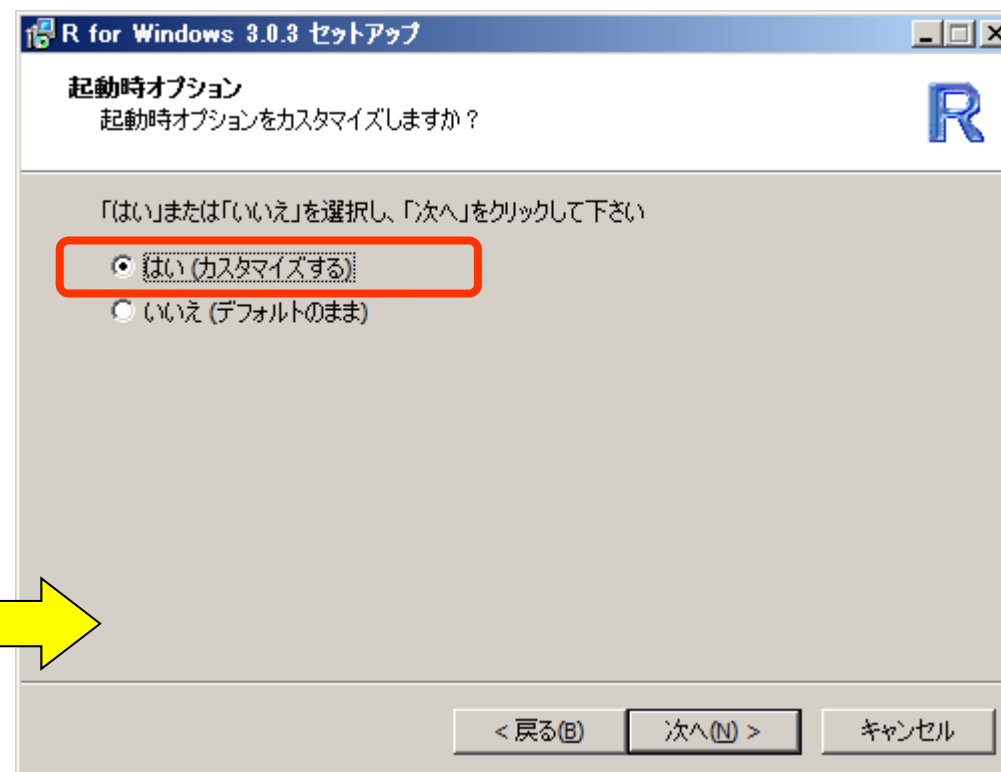 R for Windows 3.0.3 セットアップ
起動時オプション
起動時オプションをカスタマイズしますか？
R
「はい」または「いいえ」を選択し、「次へ」をクリックして下さい
はい (カスタマイズする)
いいえ (デフォルトのまま)
< 戻る(B) 次へ(N) > キャンセル